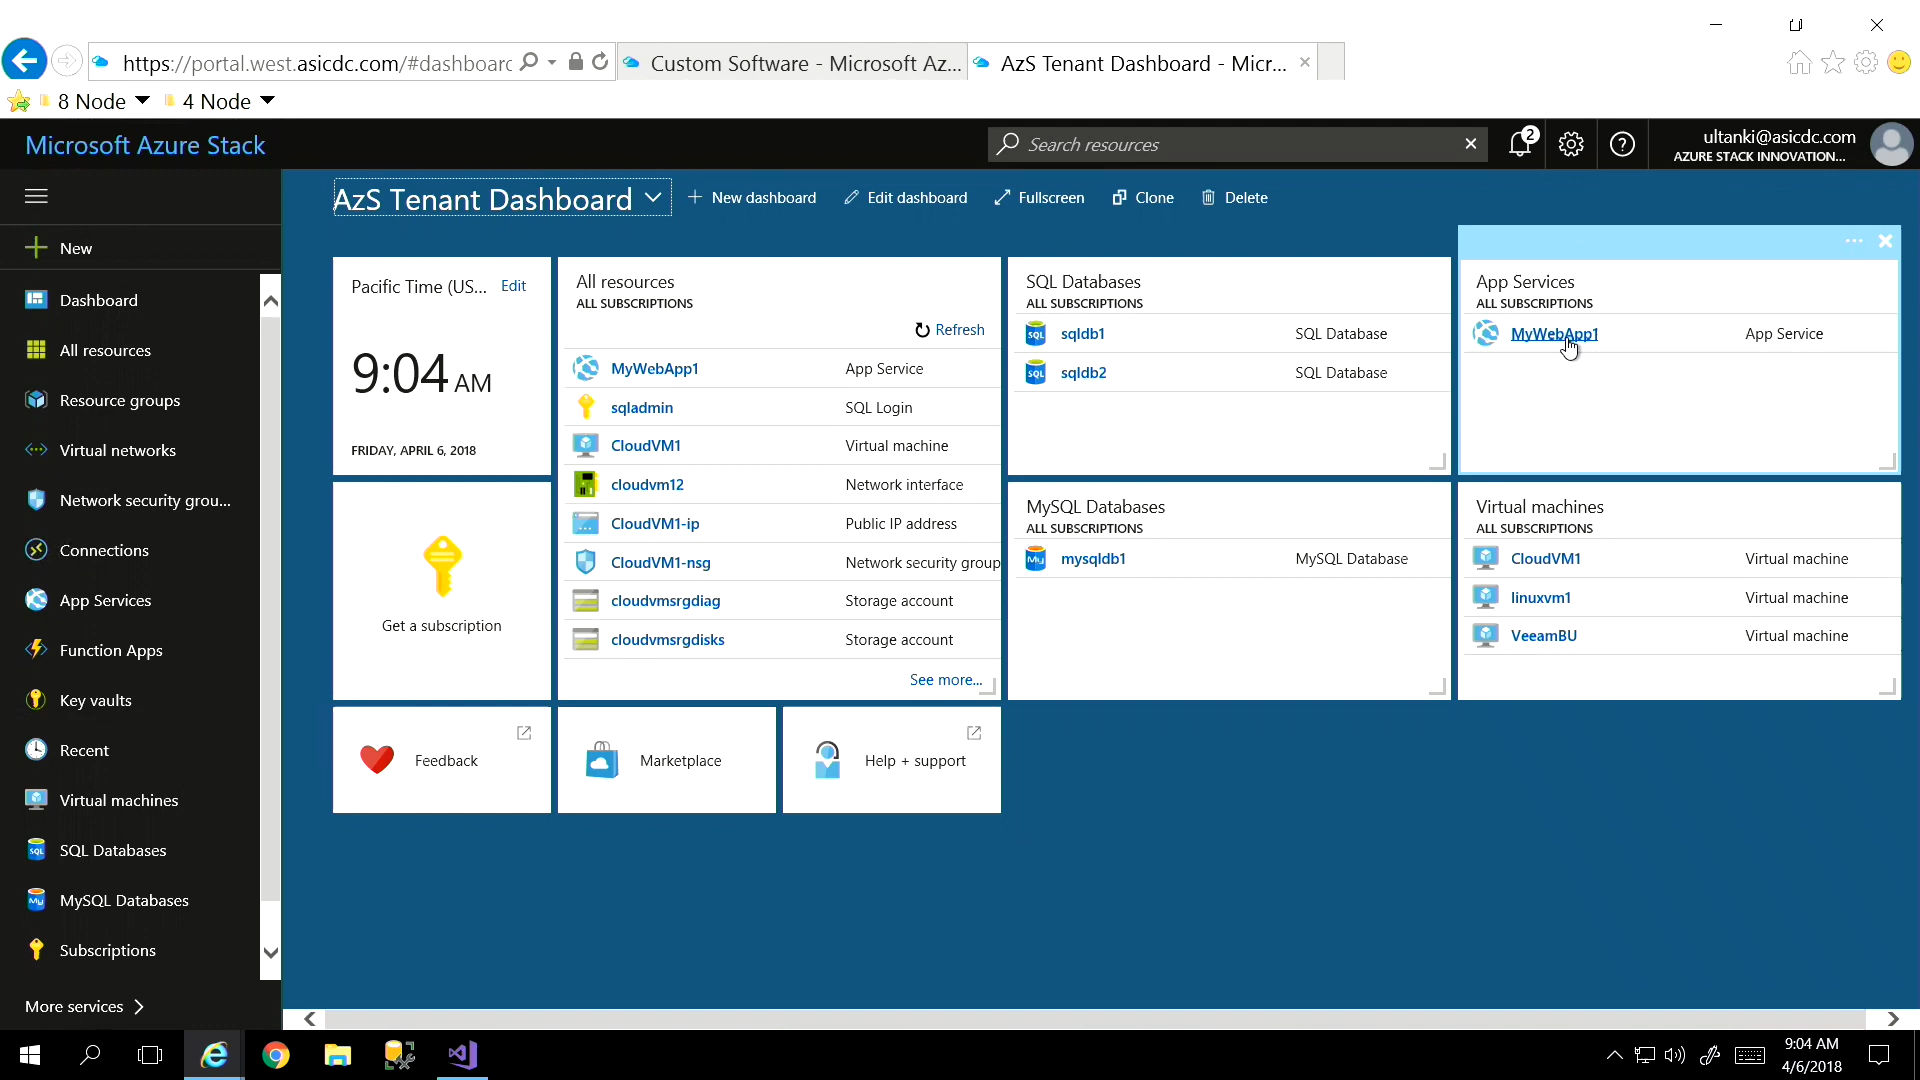 https://portal.west.asicdc.com/#dashboard
Custom Software - Microsoft Az...
AzS Tenant Dashboard - Micr...
8 Node
4 Node
Microsoft Azure Stack
Search resources
2
ultanki@asicdc.com
AZURE STACK INNOVATION...
AzS Tenant Dashboard
New dashboard
Edit dashboard
Fullscreen
Clone
Delete
New
Dashboard
All resources
Resource groups
Virtual networks
Network security grou...
Connections
App Services
Function Apps
Key vaults
Recent
Virtual machines
SQL Databases
MySQL Databases
Subscriptions
More services
Pacific Time (US... Edit
9:04 AM
FRIDAY, APRIL 6, 2018
Get a subscription
All resources
ALL SUBSCRIPTIONS
Refresh
MyWebApp1 App Service
sqladmin SQL Login
CloudVM1 Virtual machine
cloudvm12 Network interface
CloudVM1-ip Public IP address
CloudVM1-nsg Network security group
cloudvmsrgdiag Storage account
cloudvmsrgdisks Storage account
See more...
SQL Databases
ALL SUBSCRIPTIONS
SQL sqldb1 SQL Database
SQL sqldb2 SQL Database
App Services
ALL SUBSCRIPTIONS
MyWebApp1 App Service
MySQL Databases
ALL SUBSCRIPTIONS
My mysqldb1 MySQL Database
Virtual machines
ALL SUBSCRIPTIONS
CloudVM1 Virtual machine
linuxvm1 Virtual machine
VeeamBU Virtual machine
Feedback
Marketplace
Help + support
9:04 AM
4/6/2018